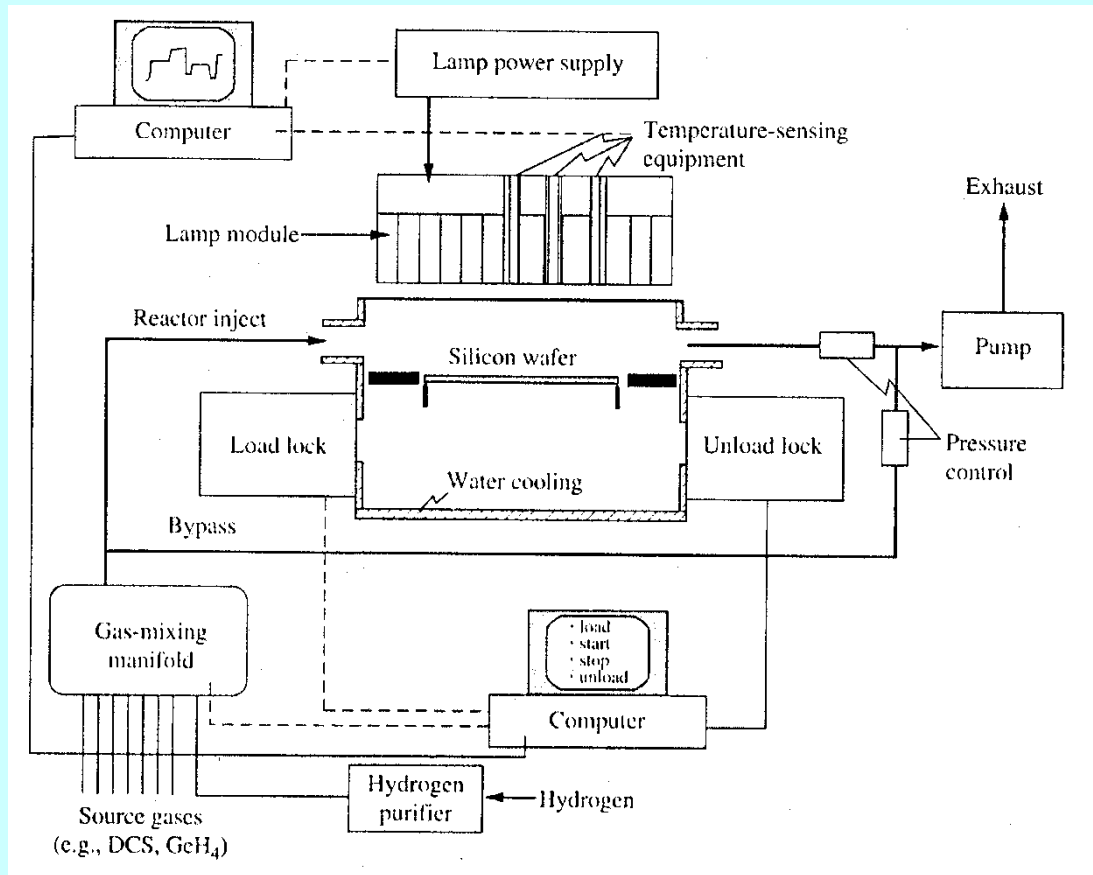 Lamp power supply
Computer
Temperature-sensing
equipment
Exhaust
Lamp module
Reactor inject
Pump
Silicon wafer
Load lock
Unload lock
Pressure
control
Water cooling
Bypass
Gas-mixing
manifold
· load
· start
· stop
· unload
Computer
Hydrogen
purifier
Hydrogen
Source gases
(e.g., DCS, GeH₄)